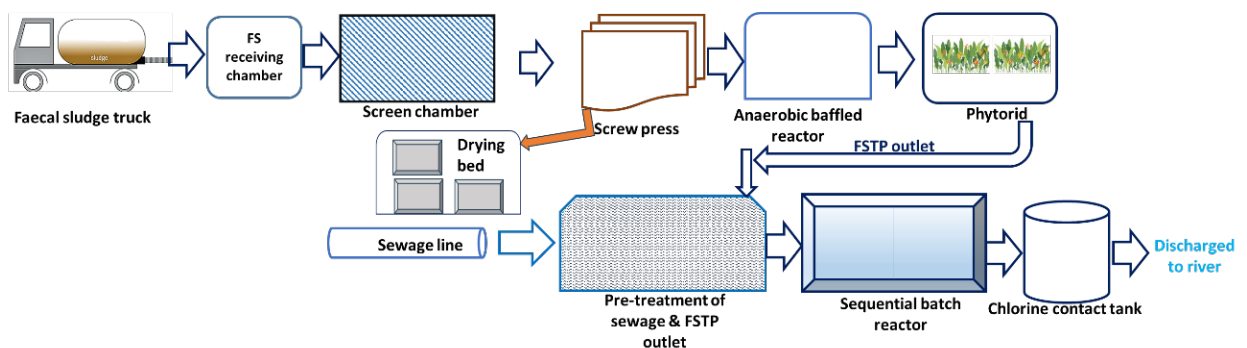 sludge
Faecal sludge truck
FS
receiving
chamber
Screen chamber
Screw press
Anaerobic baffled
reactor
Phytorid
FSTP outlet
Drying
bed
Sewage line
Pre-treatment of
sewage & FSTP
outlet
Sequential batch
reactor
Chlorine contact tank
Discharged
to river